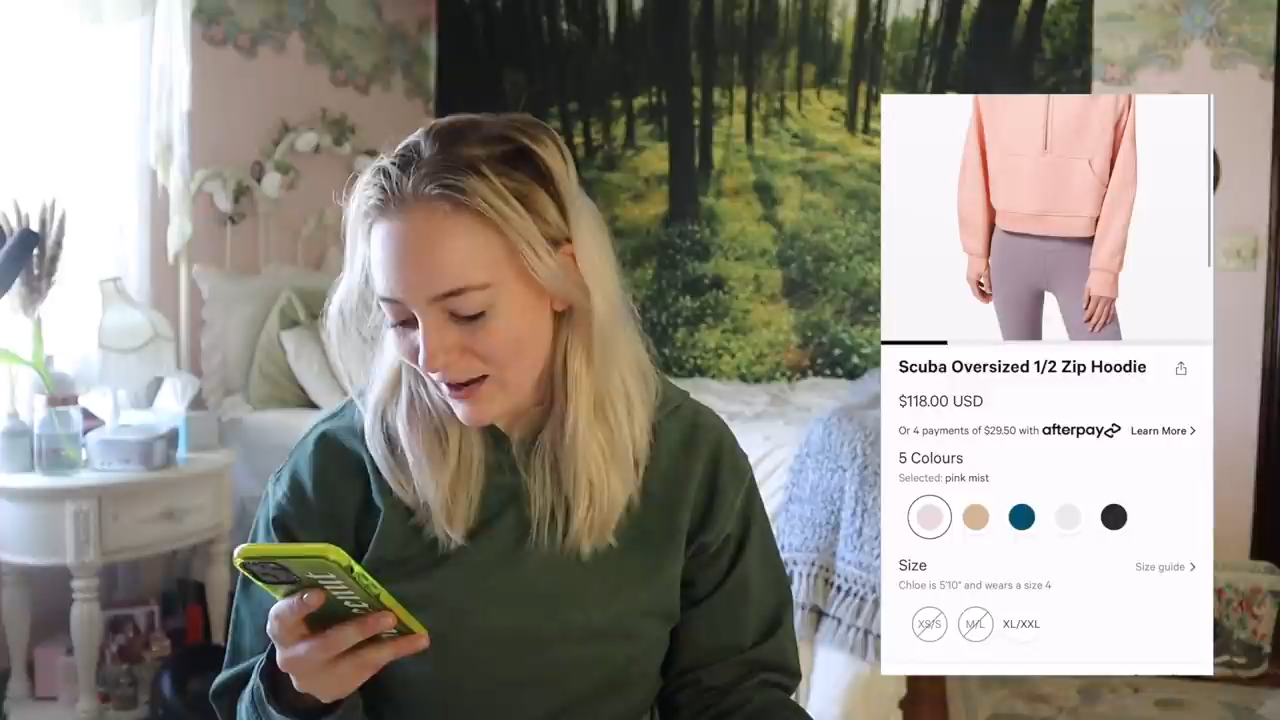 Scuba Oversized 1/2 Zip Hoodie
$118.00 USD
Or 4 payments of $29.50 with afterpay Learn More >
5 Colours
Selected: pink mist
Size
Size guide >
Chloe is 5'10" and wears a size 4
XS/S M/L XL/XXL